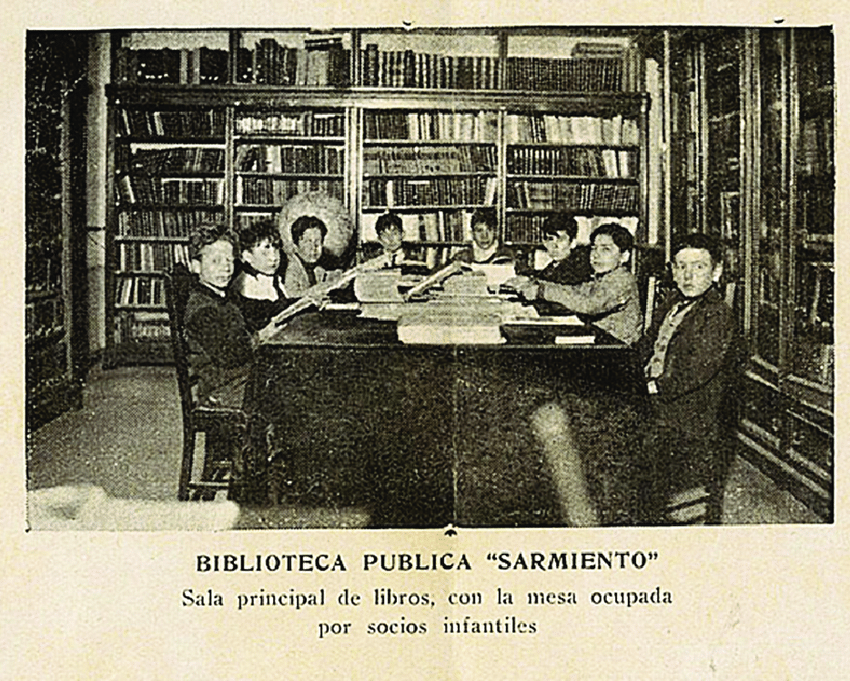 BIBLIOTECA PUBLICA “SARMIENTO”
Sala principal de libros, con la mesa ocupada
por socios infantiles